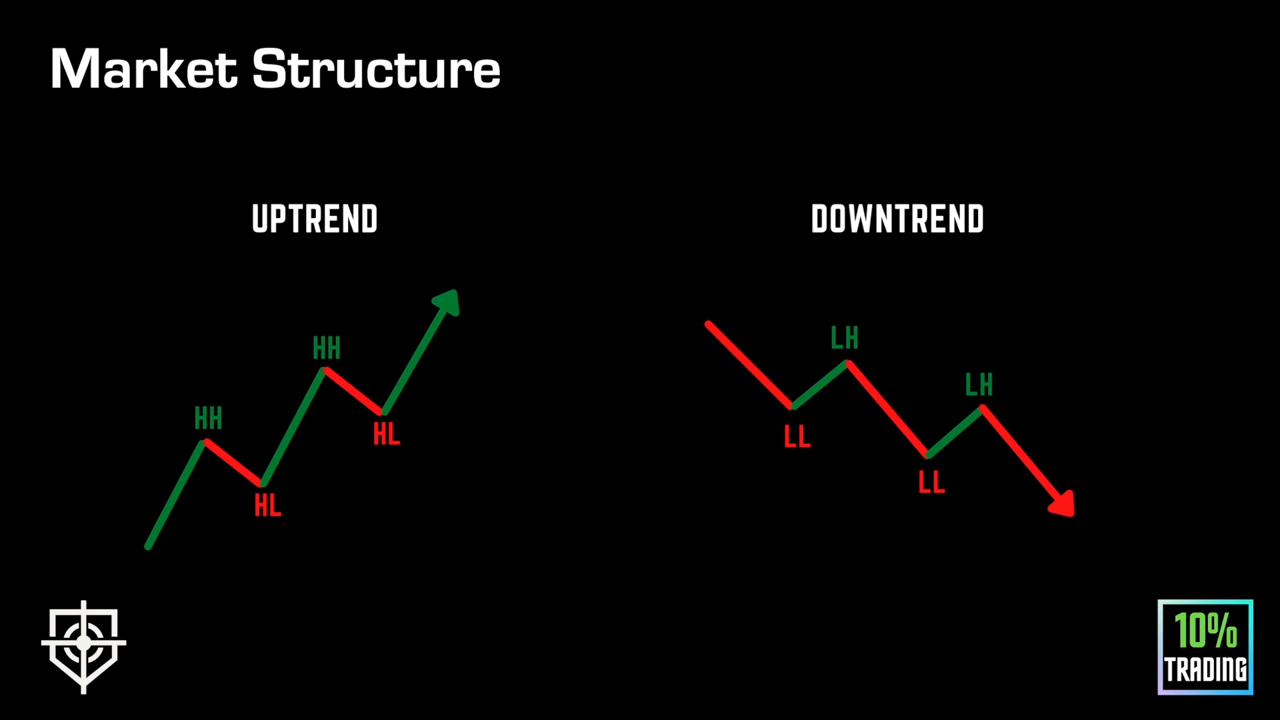 Market Structure
UPTREND
DOWNTREND
HH
HL
HH
HL
LL
LH
LL
LH
10%
TRADING